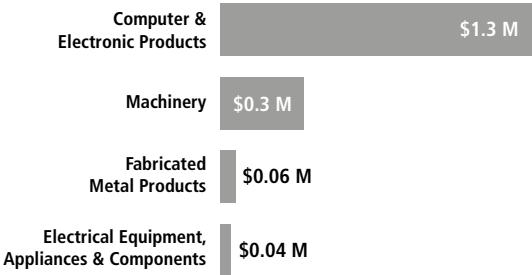 Computer &
Electronic Products
$1.3 M
Machinery
$0.3 M
Fabricated
Metal Products
$0.06 M
Electrical Equipment,
Appliances & Components
$0.04 M